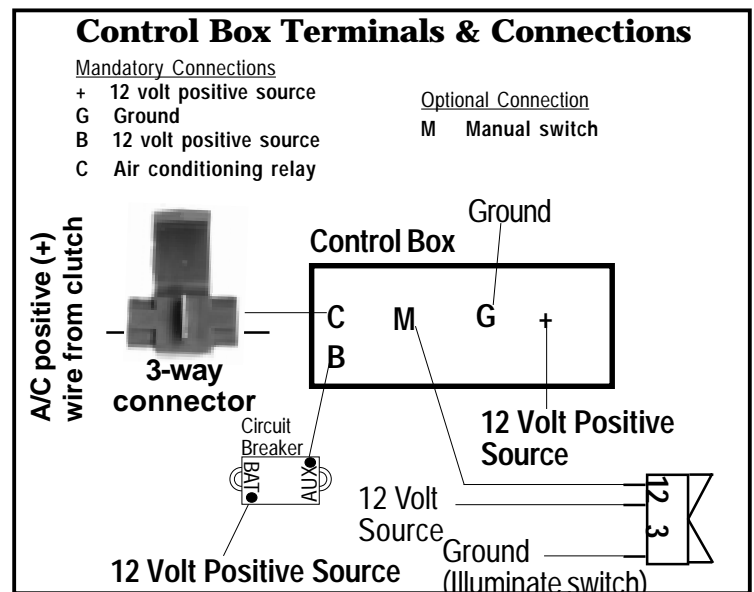 Control Box Terminals & Connections
Mandatory Connections
+ 12 volt positive source
G Ground
B 12 volt positive source
C Air conditioning relay
Optional Connection
M Manual switch
A/C positive (+)
wire from clutch
3-way
connector
Ground
Control Box
C M G +
B
Circuit
Breaker
BAT
AUX
12 Volt Positive Source
12 Volt Positive
Source
12 Volt
Source
Ground
(Illuminate switch)
1
2
3